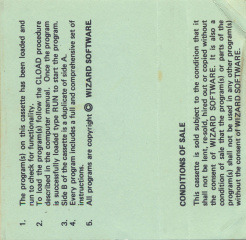 1. The program(s) on this cassette has been loaded and
run to check for functionality.
2. To load the program(s) follow the CLOAD procedure
described in the computer manual. Once the program
is successfully loaded type RUN to start the program.
3. Side B of the cassette is a duplicate of side A.
4. Every program includes a full and comprehensive set of
instructions.
5. All programs are copyright © WIZARD SOFTWARE.
CONDITIONS OF SALE
This cassette is sold subject to the condition that it
shall not be lent, re-sold, hired out or copied without
the consent of WIZARD SOFTWARE. It is also a
condition of sale that the program(s) or parts of the
program(s) shall not be used in any other program(s)
without the consent of WIZARD SOFTWARE.